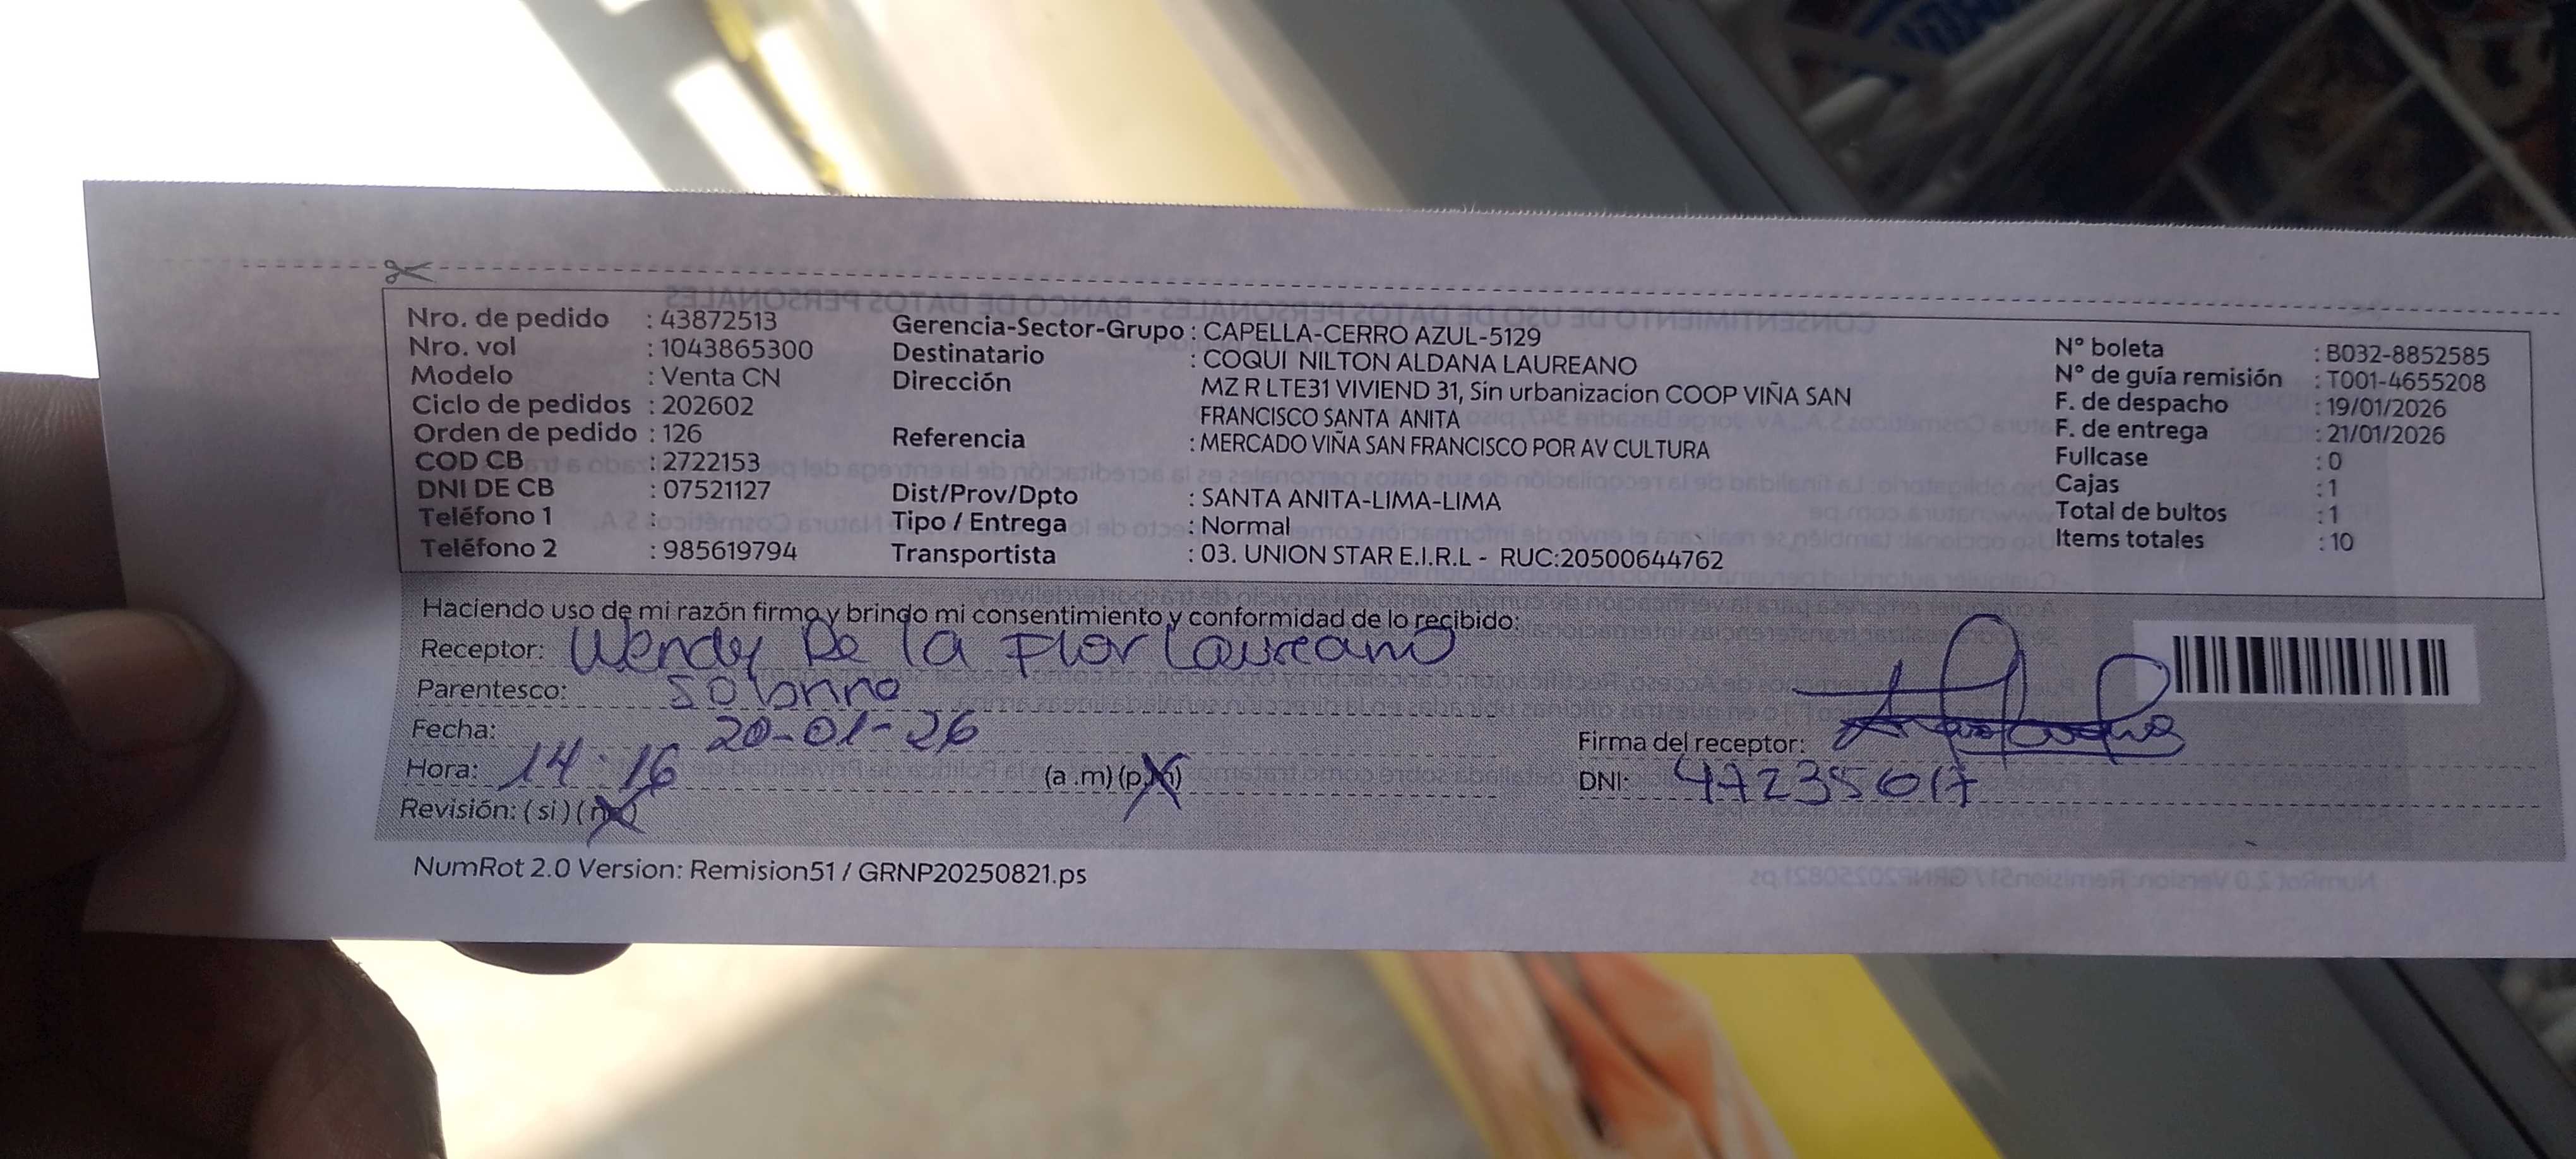 Nro. de pedido : 43872513
Nro. vol : 1043865300
Modelo : Venta CN
Ciclo de pedidos : 202602
Orden de pedido : 126
COD CB : 2722153
DNI DE CB : 07521127
Teléfono 1 :
Teléfono 2 : 985619794
Gerencia-Sector-Grupo : CAPELLA-CERRO AZUL-5129
Destinatario : COQUI NILTON ALDANA LAUREANO
Dirección MZ R LTE31 VIVIEND 31, Sin urbanizacion COOP VIÑA SAN
FRANCISCO SANTA ANITA
Referencia : MERCADO VIÑA SAN FRANCISCO POR AV CULTURA
Dist/Prov/Dpto : SANTA ANITA-LIMA-LIMA
Tipo / Entrega : Normal
Transportista : 03. UNION STAR E.I.R.L - RUC:20500644762
N° boleta : B032-8852585
N° de guía remisión : T001-4655208
F. de despacho : 19/01/2026
F. de entrega : 21/01/2026
Fullcase : 0
Cajas : 1
Total de bultos : 1
Items totales : 10
Haciendo uso de mi razón firmo y brindo mi consentimiento y conformidad de lo recibido:
Receptor: Wendy De la Flor Laureano
Parentesco: sobrina
Fecha: 20-01-26
Hora: 14:16 (a .m) (p.m)
Revisión: (si) (no)
Firma del receptor:
DNI: 47235017
NumRot 2.0 Version: Remision51 / GRNP20250821.ps